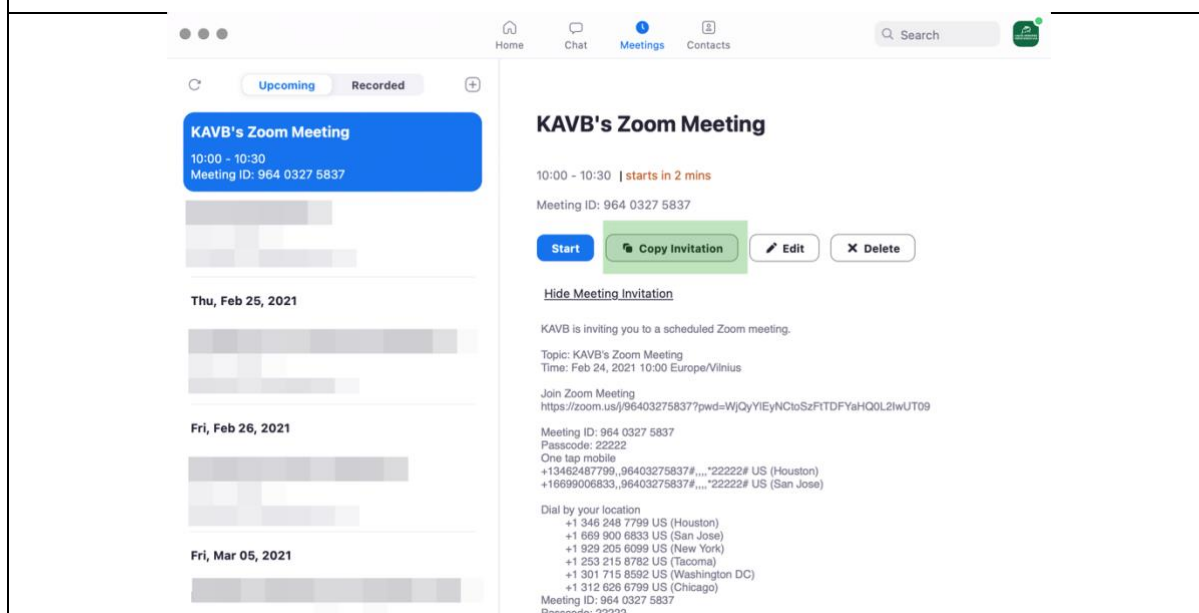 Home Chat Meetings Contacts
Search
Upcoming Recorded
KAVB's Zoom Meeting
10:00 - 10:30
Meeting ID: 964 0327 5837
Thu, Feb 25, 2021
Fri, Feb 26, 2021
Fri, Mar 05, 2021
KAVB's Zoom Meeting
10:00 - 10:30 | starts in 2 mins
Meeting ID: 964 0327 5837
Start Copy Invitation Edit Delete
Hide Meeting Invitation
KAVB is inviting you to a scheduled Zoom meeting.
Topic: KAVB's Zoom Meeting
Time: Feb 24, 2021 10:00 Europe/Vilnius
Join Zoom Meeting
https://zoom.us/j/96403275837?pwd=WjQyYlEyNCtoSzFtTDFYaHQ0L2IwUT09
Meeting ID: 964 0327 5837
Passcode: 22222
One tap mobile
+13462487799,,96403275837#,,,,*22222# US (Houston)
+16699006833,,96403275837#,,,,*22222# US (San Jose)
Dial by your location
+1 346 248 7799 US (Houston)
+1 669 900 6833 US (San Jose)
+1 929 205 6099 US (New York)
+1 253 215 8782 US (Tacoma)
+1 301 715 8592 US (Washington DC)
+1 312 626 6799 US (Chicago)
Meeting ID: 964 0327 5837
Passcode: 22222